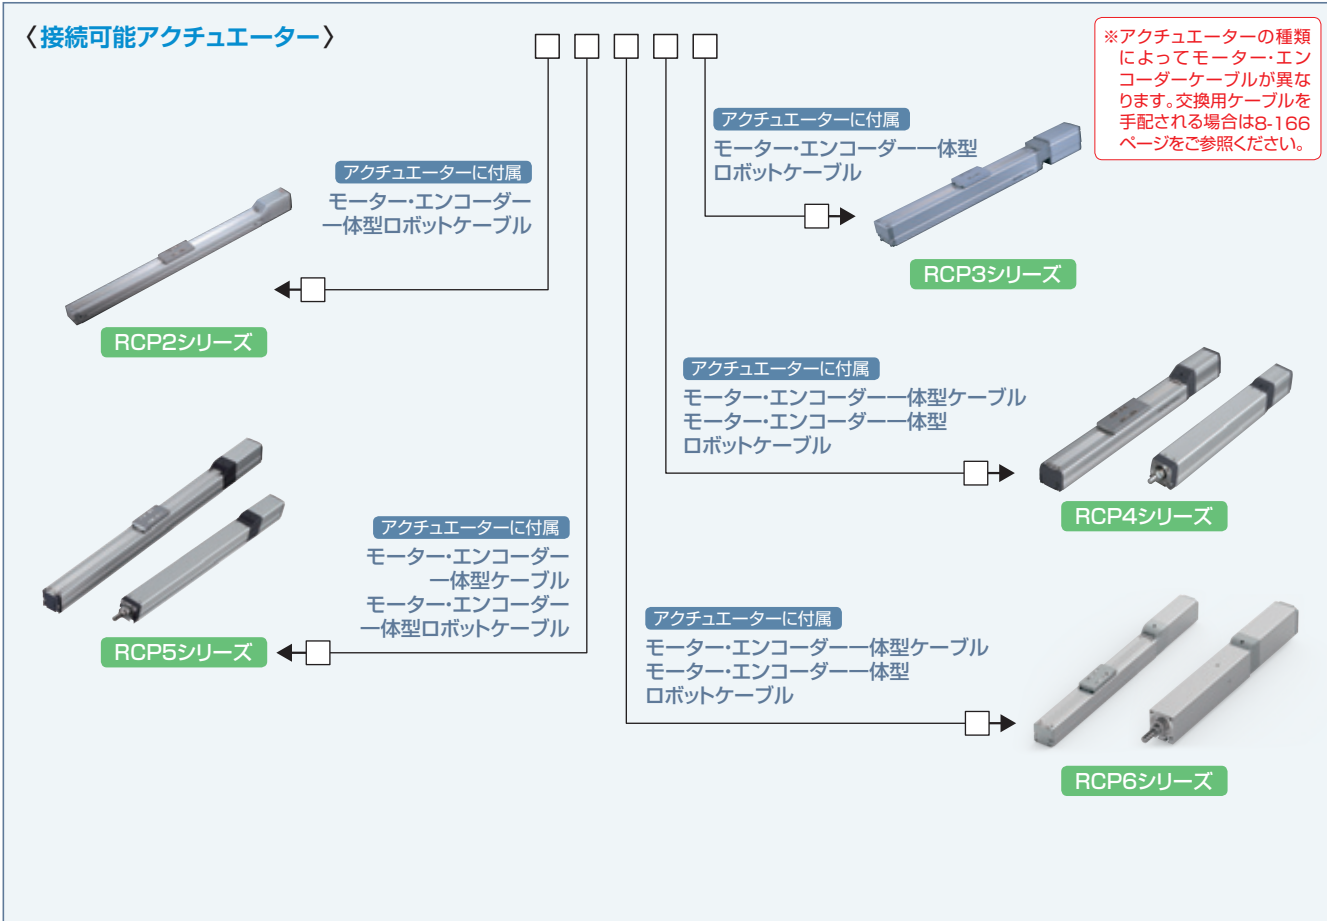 〈接続可能アクチュエーター〉
※アクチュエーターの種類
によってモーター・エン
コーダーケーブルが異な
ります。交換用ケーブルを
手配される場合は8-166
ページをご参照ください。
アクチュエーターに付属
モーター・エンコーダー
一体型ロボットケーブル
RCP2シリーズ
アクチュエーターに付属
モーター・エンコーダー一体型
ロボットケーブル
RCP3シリーズ
アクチュエーターに付属
モーター・エンコーダー一体型ケーブル
モーター・エンコーダー一体型
ロボットケーブル
RCP4シリーズ
アクチュエーターに付属
モーター・エンコーダー
一体型ケーブル
モーター・エンコーダー
一体型ロボットケーブル
RCP5シリーズ
アクチュエーターに付属
モーター・エンコーダー一体型ケーブル
モーター・エンコーダー一体型
ロボットケーブル
RCP6シリーズ